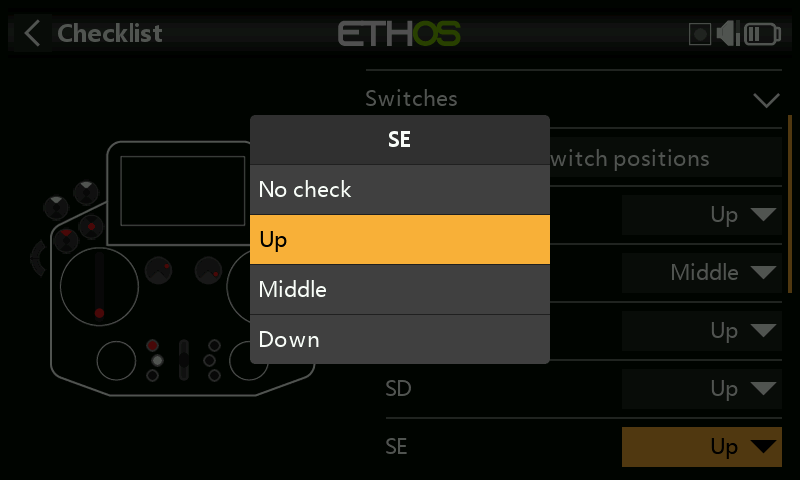 Checklist
ETHOS
Switches
witch positions
Up
Middle
Up
SD Up
SE Up
SE
No check
Up
Middle
Down